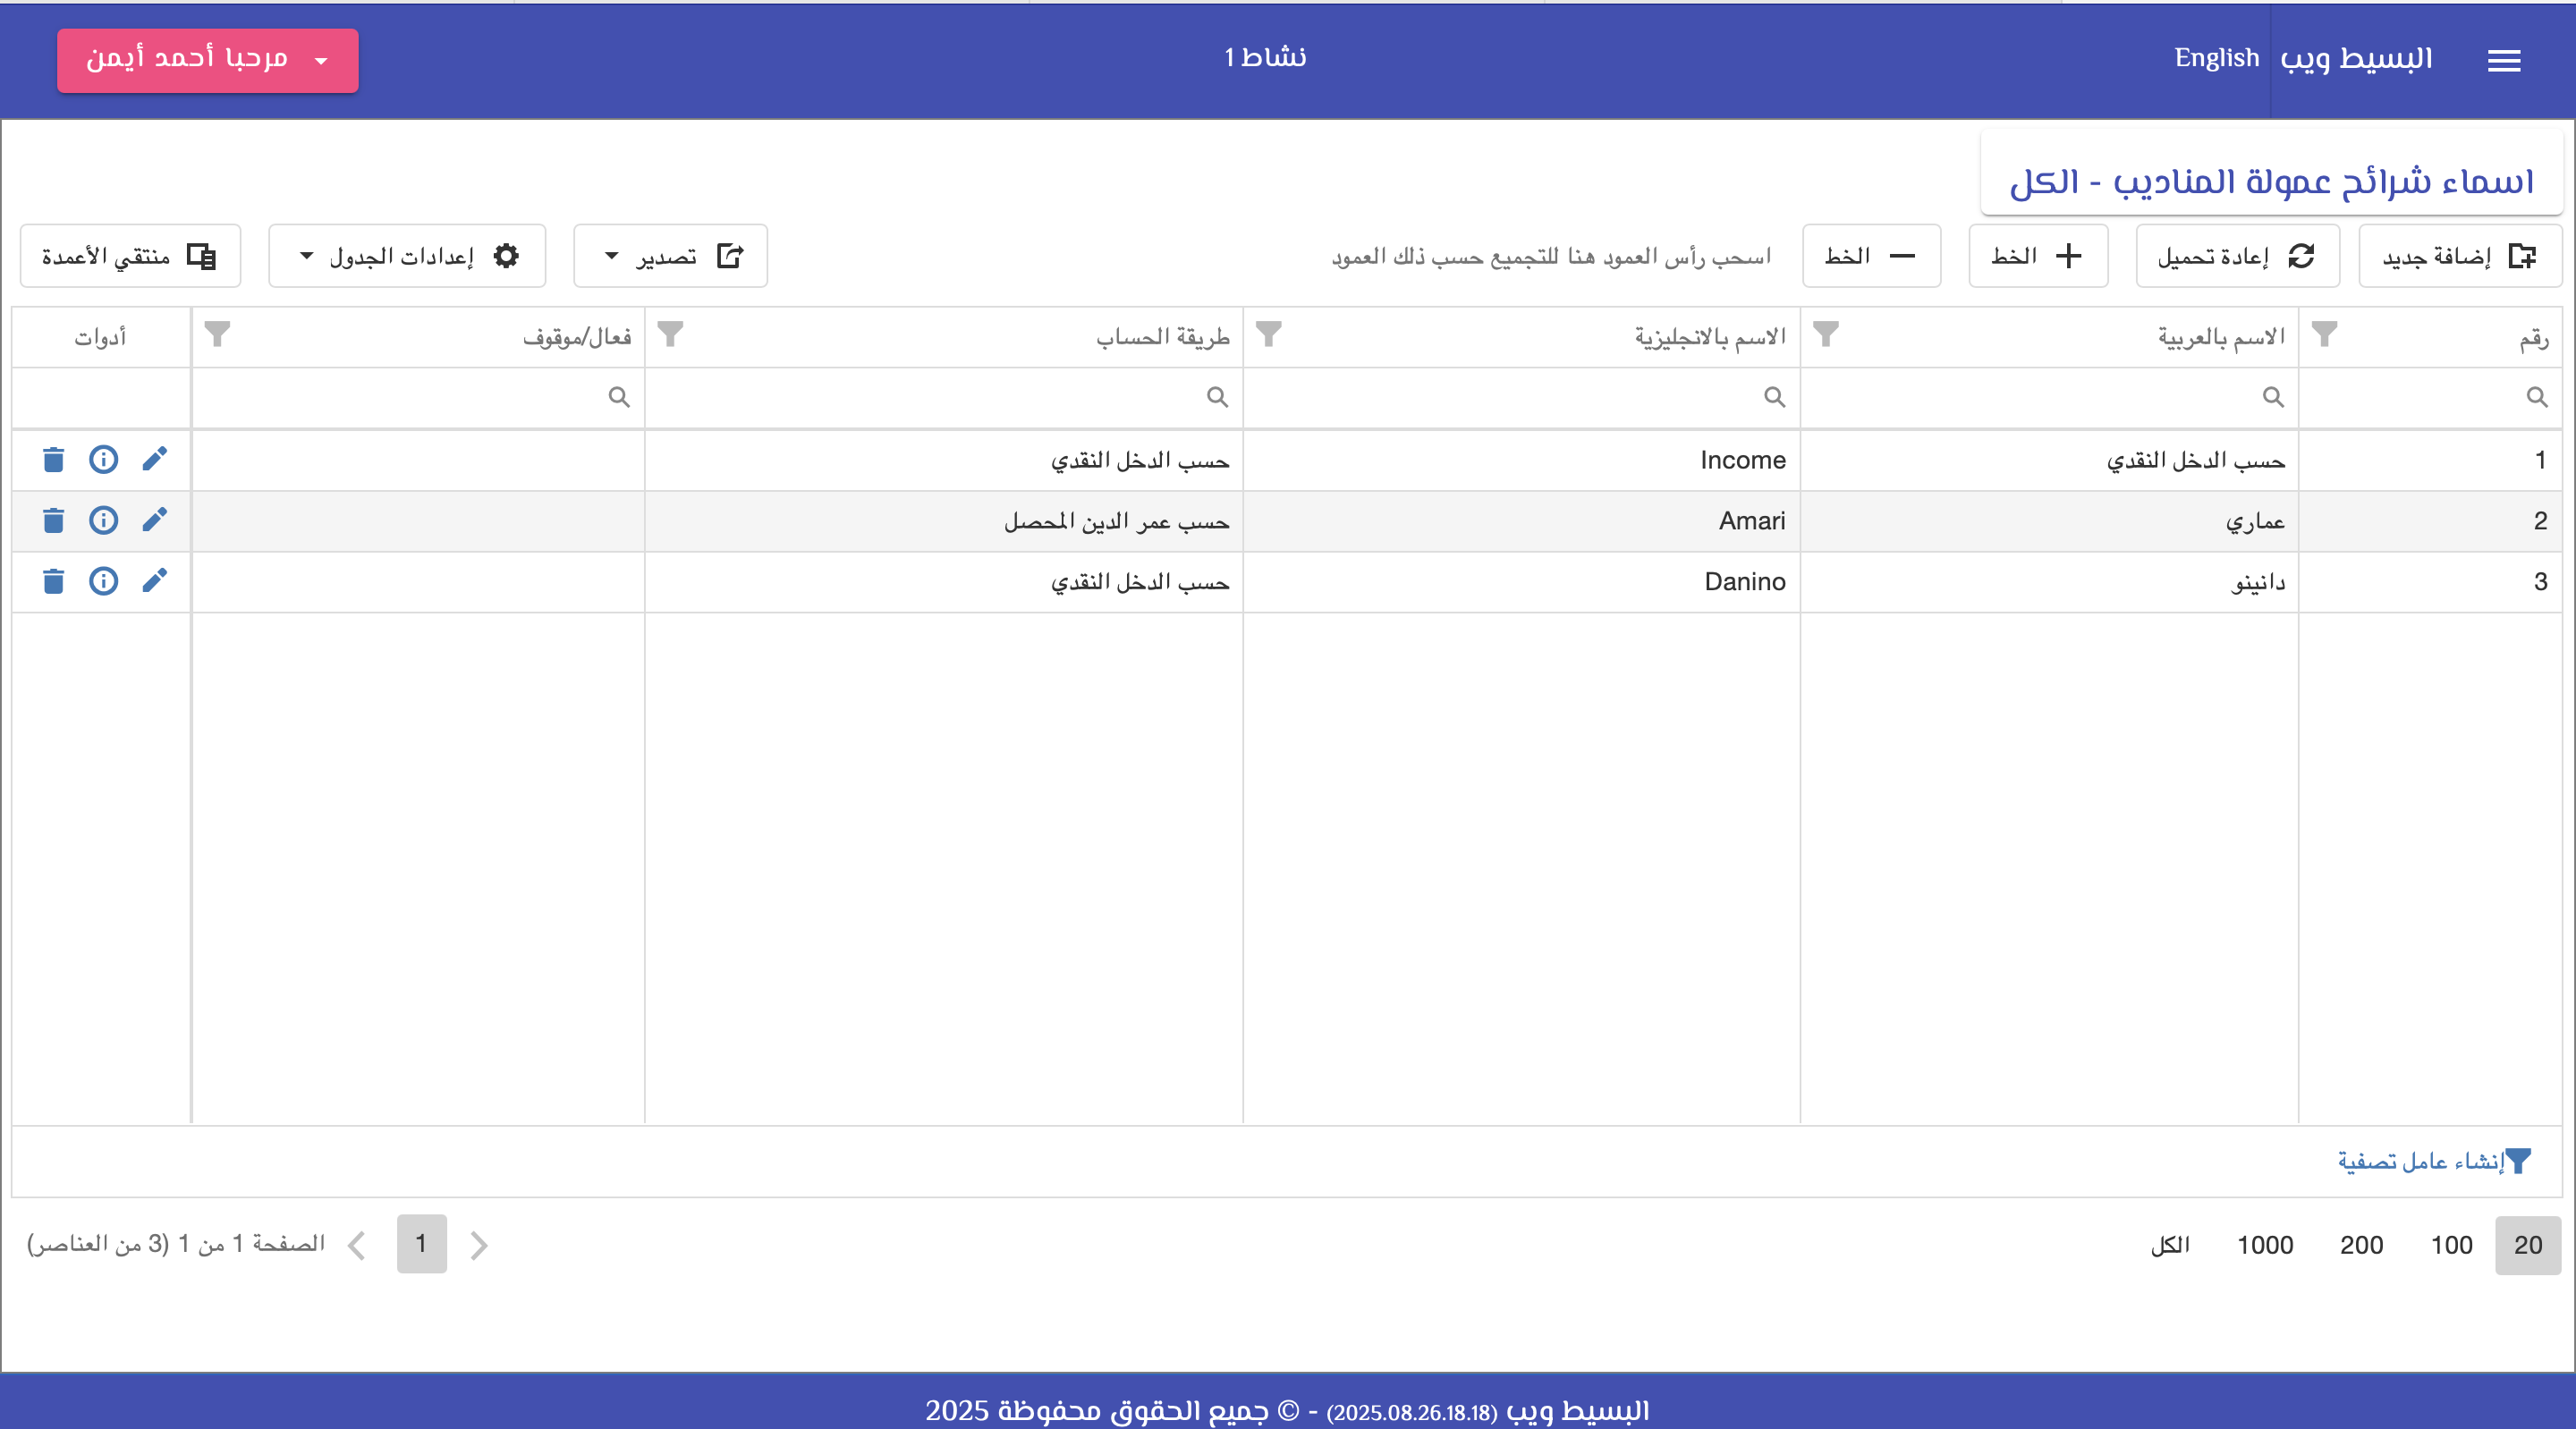 البسيط ويب English نشاط 1 مرحبا أحمد أيمن
اسماء شرائح عمولة المناديب - الكل
إضافة جديد إعادة تحميل الخط الخط اسحب رأس العمود هنا للتجميع حسب ذلك العمود تصدير إعدادات الجدول منتقي الأعمدة
رقم الاسم بالعربية الاسم بالانجليزية طريقة الحساب فعال/موقوف أدوات
1 حسب الدخل النقدي Income حسب الدخل النقدي
2 عماري Amari حسب عمر الدين المحصل
3 دانينو Danino حسب الدخل النقدي
إنشاء عامل تصفية
20 100 200 1000 الكل 1 الصفحة 1 من 1 (3 من العناصر)
البسيط ويب (2025.08.26.18.18) - © جميع الحقوق محفوظة 2025